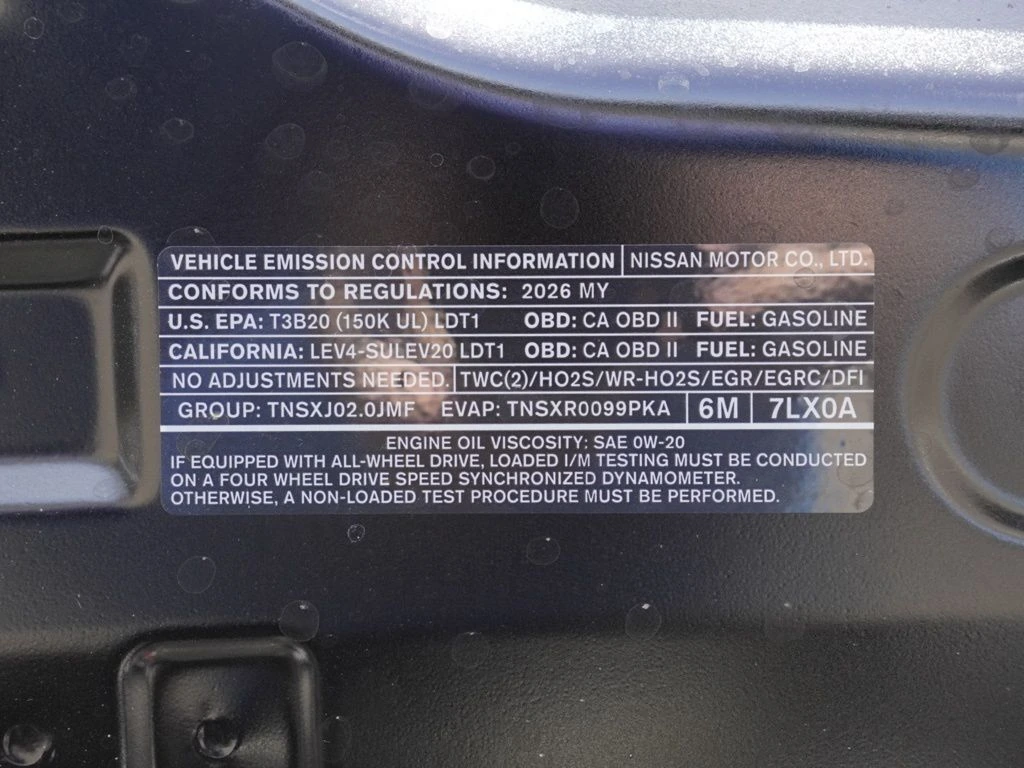 VEHICLE EMISSION CONTROL INFORMATION NISSAN MOTOR CO., LTD.
CONFORMS TO REGULATIONS: 2026 MY
U.S. EPA: T3B20 (150K UL) LDT1 OBD: CA OBD II FUEL: GASOLINE
CALIFORNIA: LEV4-SULEV20 LDT1 OBD: CA OBD II FUEL: GASOLINE
NO ADJUSTMENTS NEEDED. TWC(2)/HO2S/WR-HO2S/EGR/EGRC/DFI
GROUP: TNSXJ02.0JMF EVAP: TNSXR0099PKA 6M 7LX0A
ENGINE OIL VISCOSITY: SAE 0W-20
IF EQUIPPED WITH ALL-WHEEL DRIVE, LOADED I/M TESTING MUST BE CONDUCTED
ON A FOUR WHEEL DRIVE SPEED SYNCHRONIZED DYNAMOMETER.
OTHERWISE, A NON-LOADED TEST PROCEDURE MUST BE PERFORMED.